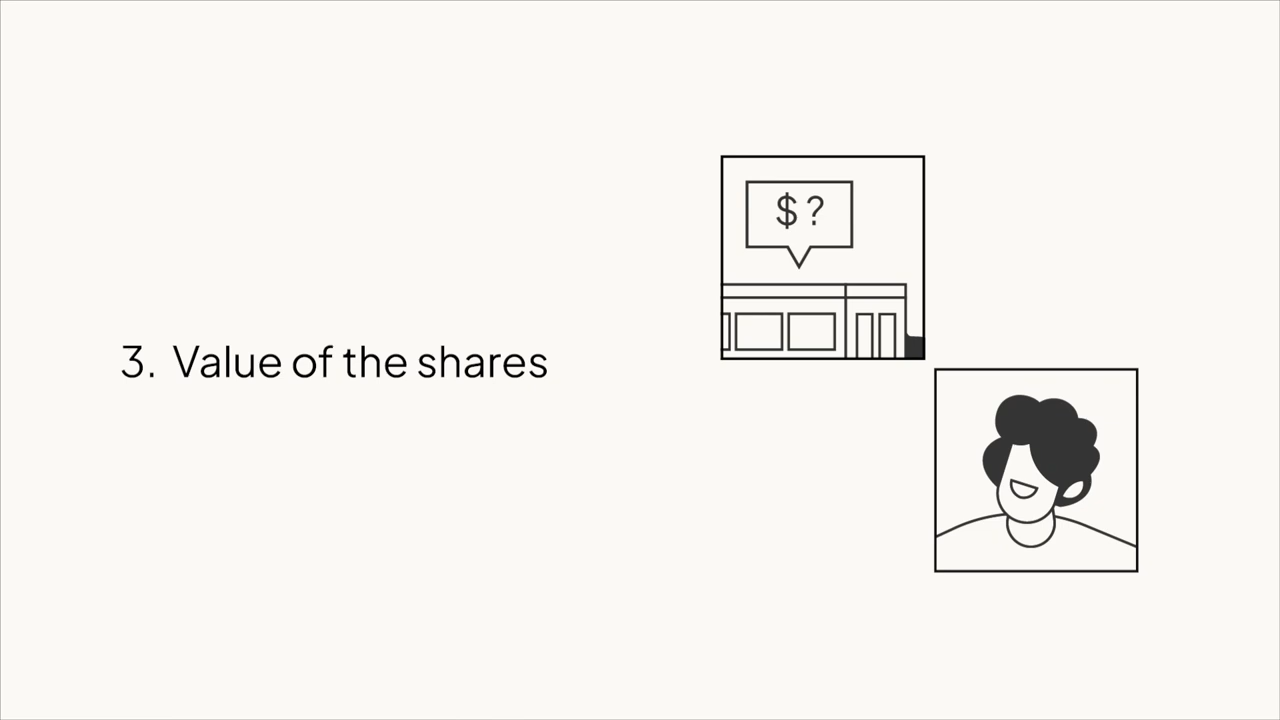 $ ?
3. Value of the shares